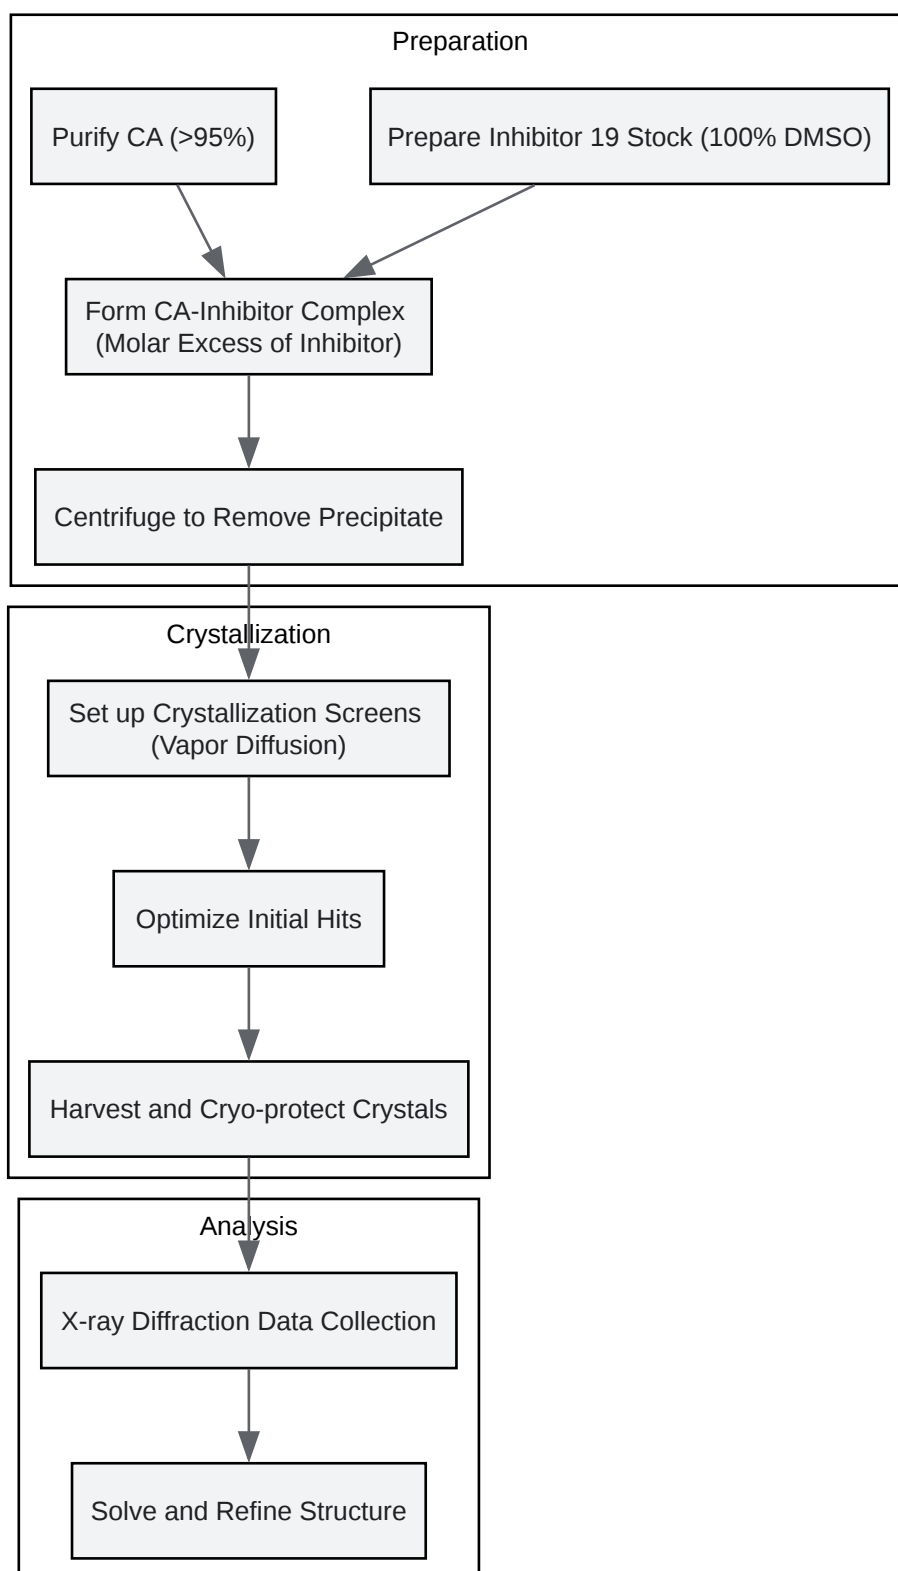 Preparation
Purify CA (>95%)
Prepare Inhibitor 19 Stock (100% DMSO)
Form CA-Inhibitor Complex
(Molar Excess of Inhibitor)
Centrifuge to Remove Precipitate
Crystallization
Set up Crystallization Screens
(Vapor Diffusion)
Optimize Initial Hits
Harvest and Cryo-protect Crystals
Analysis
X-ray Diffraction Data Collection
Solve and Refine Structure